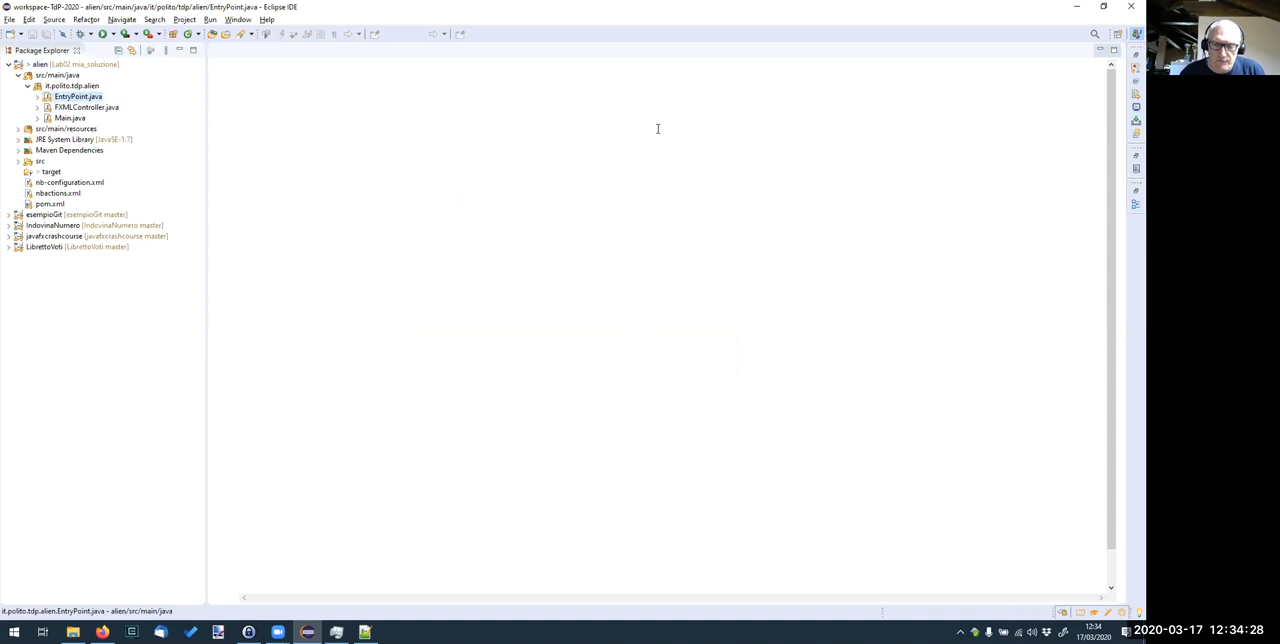 workspace-TdP-2020 - alien/src/main/java/it/polito/tdp/alien/EntryPoint.java - Eclipse IDE
File Edit Source Refactor Navigate Search Project Run Window Help
Package Explorer
> alien [Lab02 mia_soluzione]
src/main/java
it.polito.tdp.alien
EntryPoint.java
FXMLController.java
Main.java
src/main/resources
JRE System Library [JavaSE-1.7]
Maven Dependencies
src
> target
nb-configuration.xml
nbactions.xml
pom.xml
esempioGit [esempioGit master]
IndovinaNumero [IndovinaNumero master]
javafxcrashcourse [javafxcrashcourse master]
LibrettoVoti [LibrettoVoti master]
it.polito.tdp.alien.EntryPoint.java - alien/src/main/java
12:34
17/03/2020
2020-03-17 12:34:28